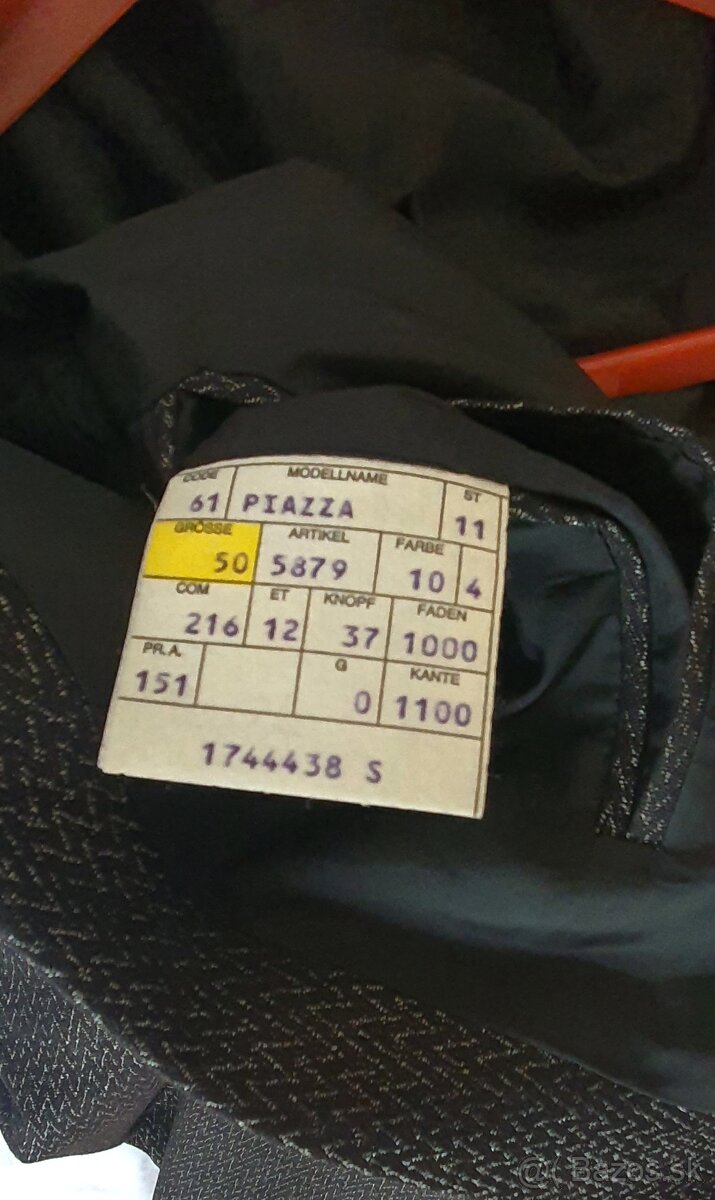 CODE MODELLNAME ST
61 PIAZZA 11
GRÖSSE ARTIKEL FARBE
50 5879 10 4
COM ET KNOPF FADEN
216 12 37 1000
PR.A. G KANTE
151 0 1100
1744438 S
@( Bazos.sk